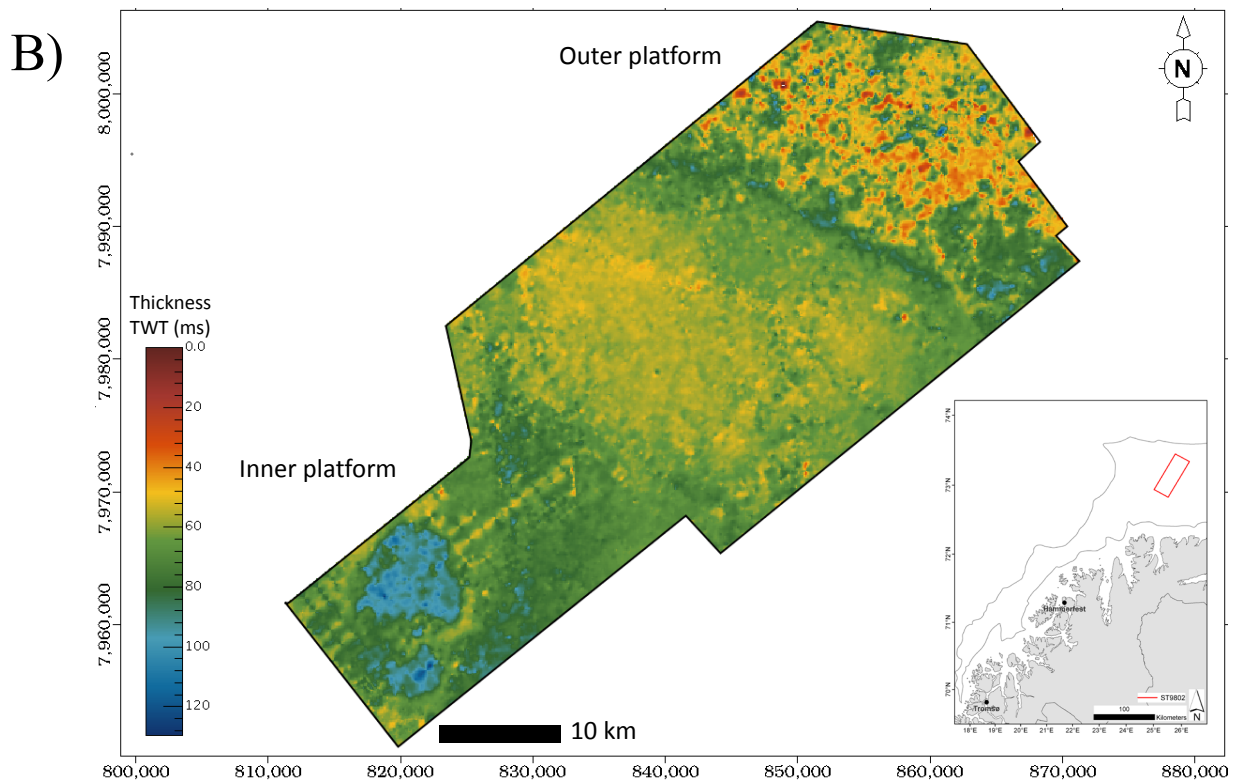 B)
Outer platform
N
8,000,000
7,990,000
7,980,000
7,970,000
7,960,000
Thickness
TWT (ms)
0.0
20
40
60
80
100
120
Inner platform
10 km
800,000
810,000
820,000
830,000
840,000
850,000
860,000
870,000
880,000
74°N
73°N
72°N
71°N
70°N
Hammerfest
Tromsø
ST9802
100
Kilometers
N
18°E
19°E
20°E
21°E
22°E
23°E
24°E
25°E
26°E